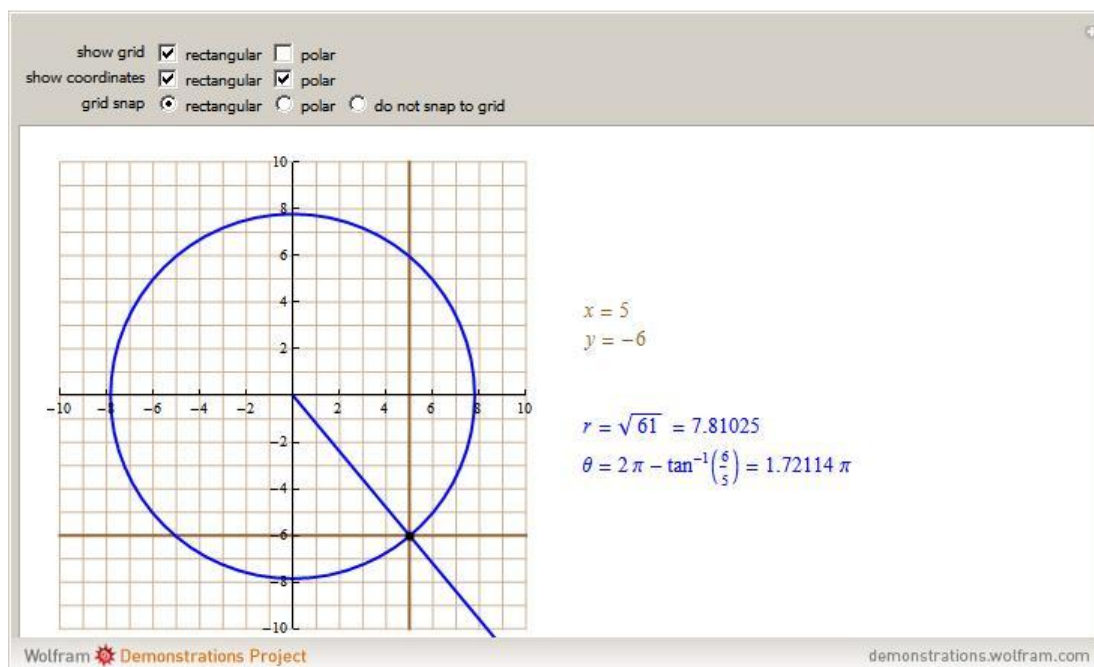 show grid rectangular polar
show coordinates rectangular polar
grid snap rectangular polar do not snap to grid
10
8
6
4
2
-10 -8 -6 -4 -2 2 4 6 8 10
-2
-4
-6
-8
-10
x = 5
y = −6
r = √61 = 7.81025
θ = 2 π − tan⁻¹(6/5) = 1.72114 π
Wolfram Demonstrations Project
demonstrations.wolfram.com